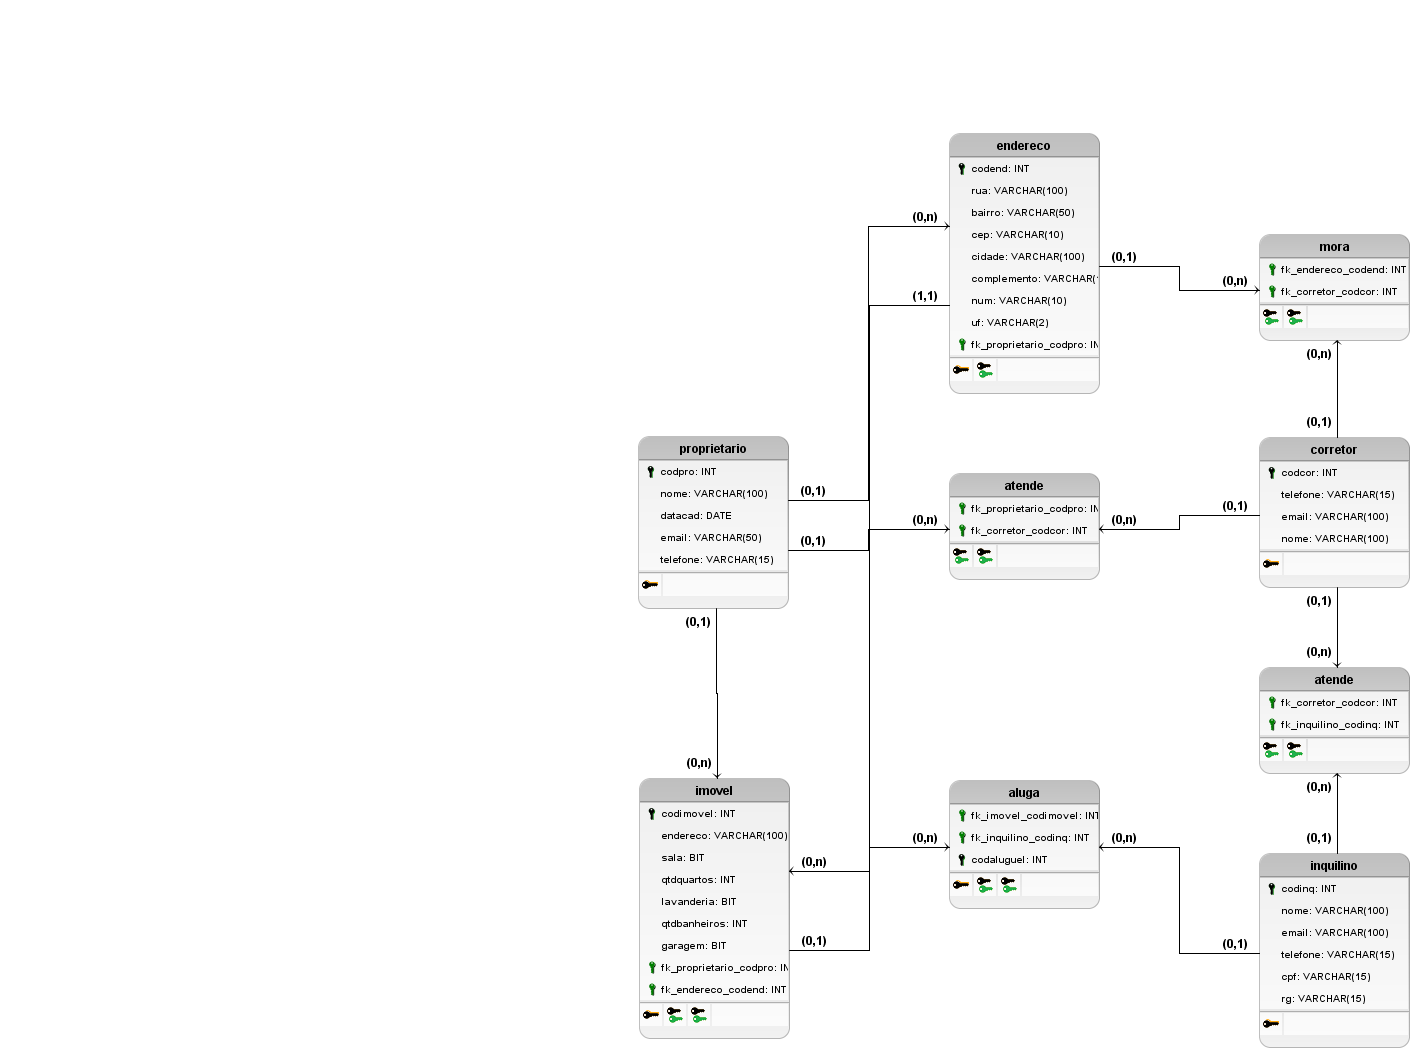 endereco
codend: INT
rua: VARCHAR(100)
bairro: VARCHAR(50)
cep: VARCHAR(10)
cidade: VARCHAR(100)
complemento: VARCHAR(
num: VARCHAR(10)
uf: VARCHAR(2)
fk_proprietario_codpro: IN
(0,n)
(1,1)
(0,1)
(0,n)
mora
fk_endereco_codend: INT
fk_corretor_codcor: INT
(0,n)
(0,1)
proprietario
codpro: INT
nome: VARCHAR(100)
datacad: DATE
email: VARCHAR(50)
telefone: VARCHAR(15)
(0,1)
(0,1)
(0,1)
(0,n)
atende
fk_proprietario_codpro: IN
fk_corretor_codcor: INT
(0,n)
(0,n)
(0,1)
corretor
codcor: INT
telefone: VARCHAR(15)
email: VARCHAR(100)
nome: VARCHAR(100)
(0,1)
(0,n)
atende
fk_corretor_codcor: INT
fk_inquilino_codinq: INT
(0,n)
(0,1)
imovel
codimovel: INT
endereco: VARCHAR(100)
sala: BIT
qtdquartos: INT
lavanderia: BIT
qtdbanheiros: INT
garagem: BIT
fk_proprietario_codpro: IN
fk_endereco_codend: INT
(0,n)
(0,1)
(0,n)
aluga
fk_imovel_codimovel: INT
fk_inquilino_codinq: INT
codaluguel: INT
(0,n)
(0,1)
inquilino
codinq: INT
nome: VARCHAR(100)
email: VARCHAR(100)
telefone: VARCHAR(15)
cpf: VARCHAR(15)
rg: VARCHAR(15)